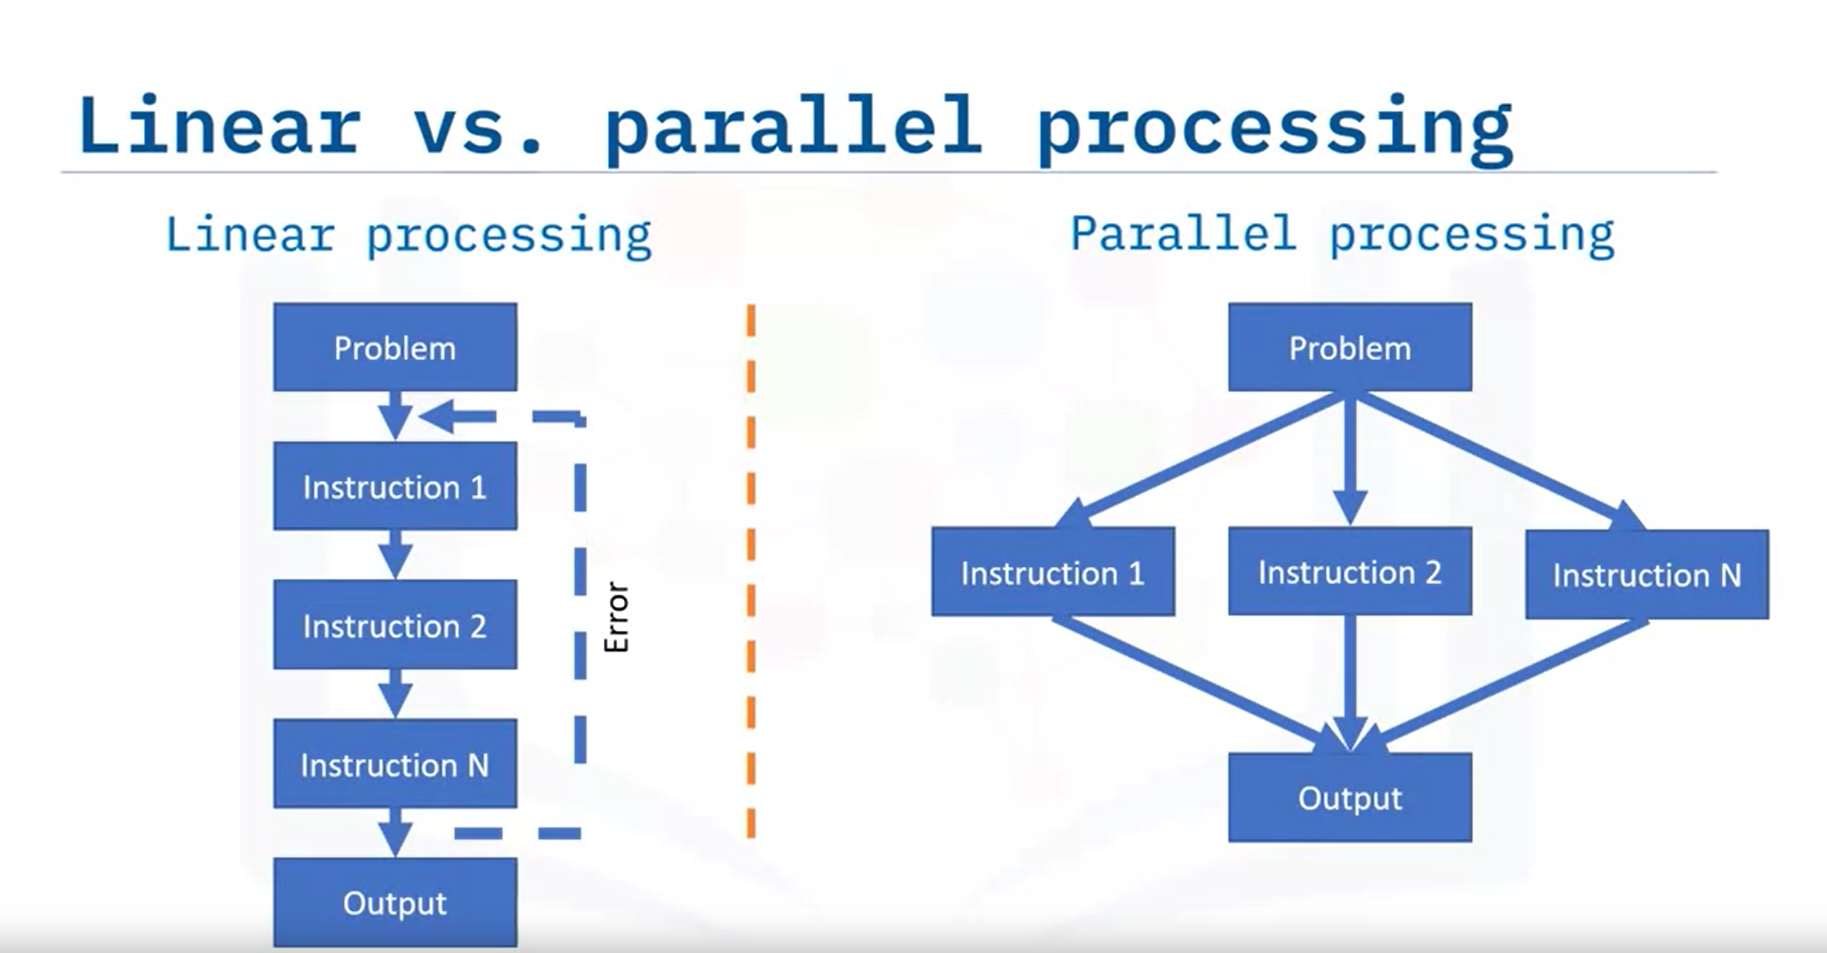 Linear vs. parallel processing
Linear processing
Problem
Instruction 1
Instruction 2
Instruction N
Output
Error
Parallel processing
Problem
Instruction 1
Instruction 2
Instruction N
Output